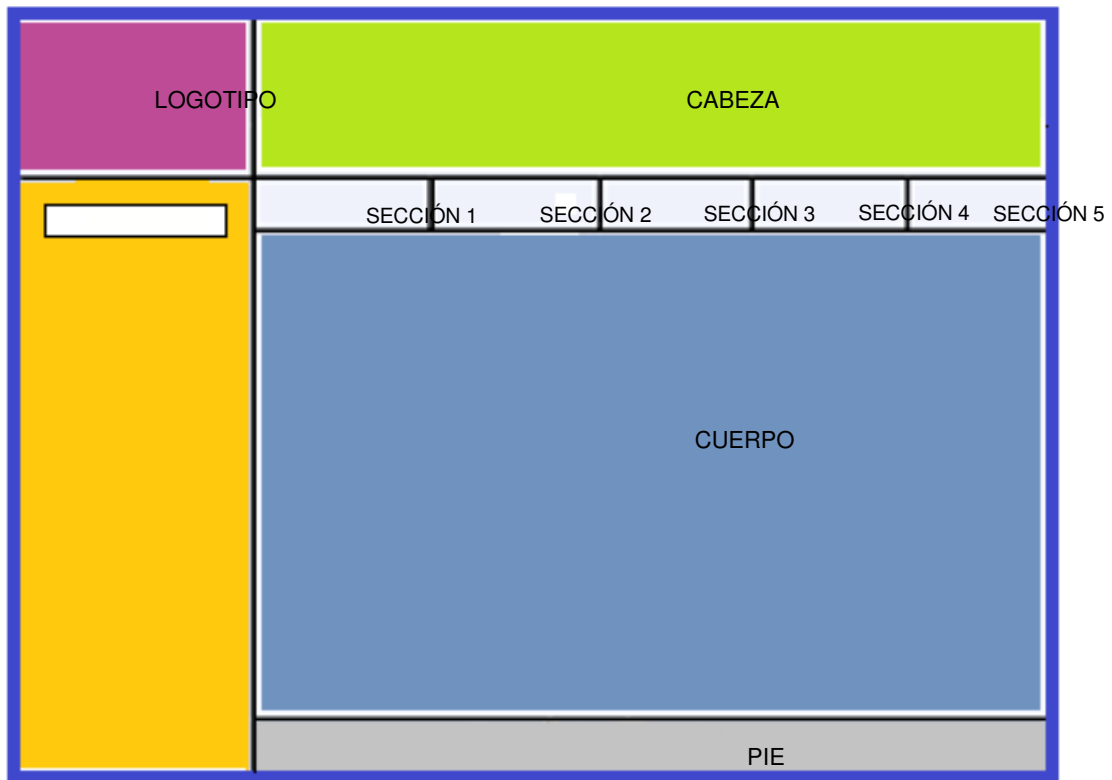 LOGOTIPO
CABEZA
SECCIÓN 1
SECCIÓN 2
SECCIÓN 3
SECCIÓN 4
SECCIÓN 5
CUERPO
PIE